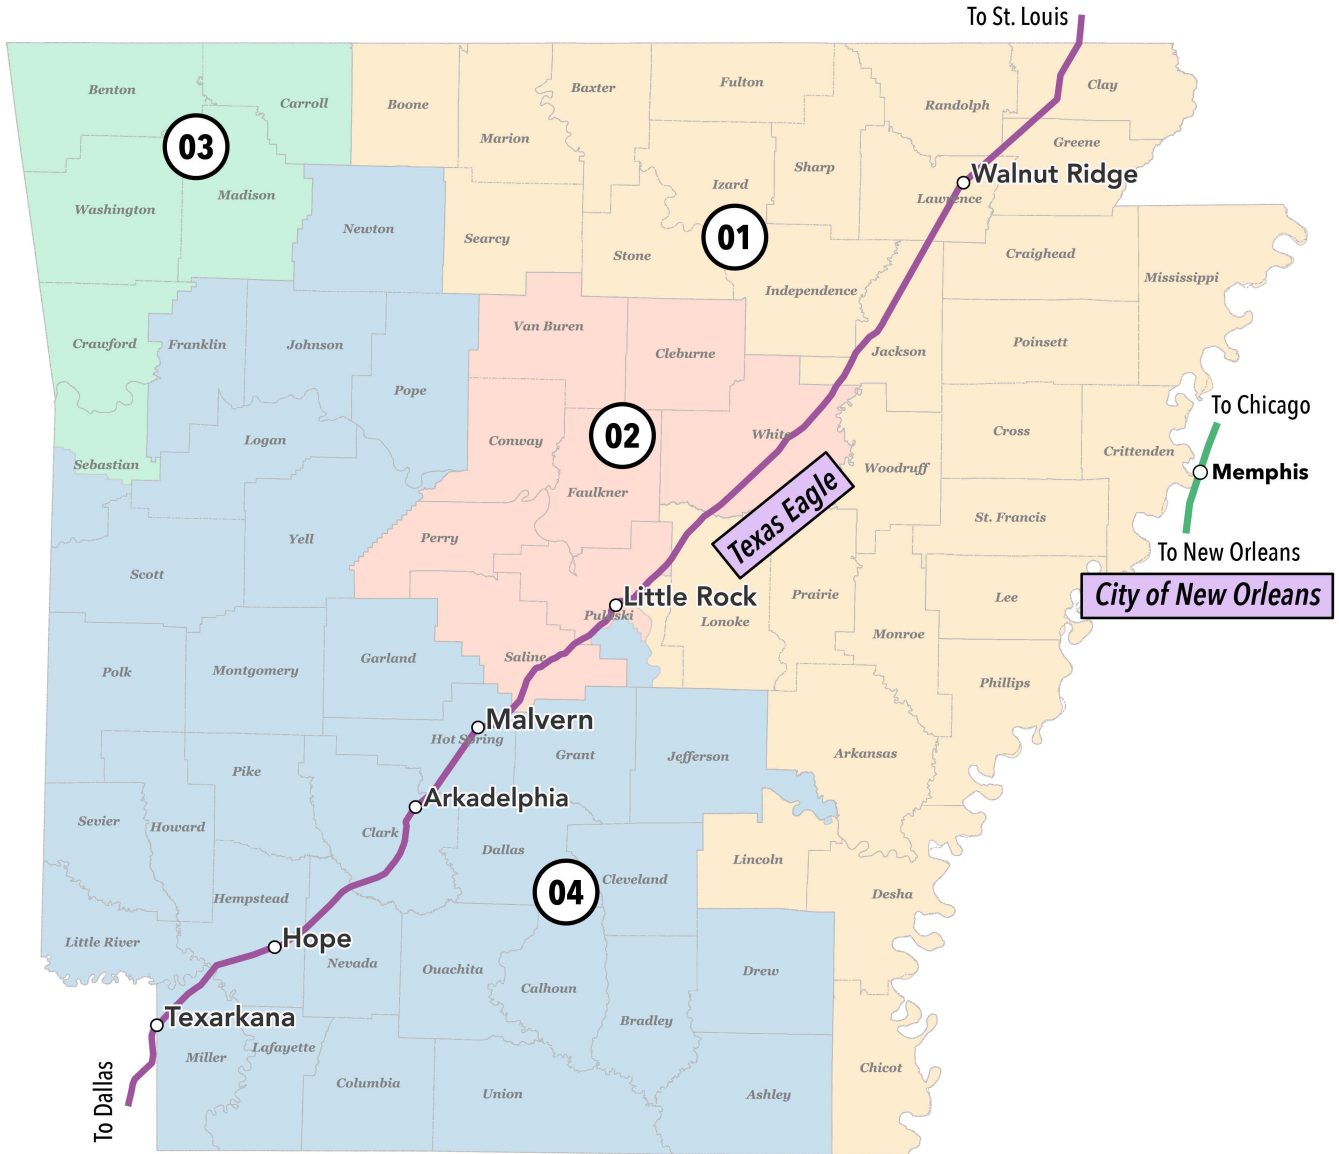 To St. Louis
Benton
Carroll
Boone
Marion
Baxter
Fulton
Randolph
Clay
Greene
03
Washington
Madison
Newton
Searcy
Stone
Izard
Sharp
01
Walnut Ridge
Lawrence
Craighead
Mississippi
Independence
Crawford
Franklin
Johnson
Pope
Van Buren
Cleburne
Jackson
Poinsett
Sebastian
Logan
Conway
02
White
Woodruff
Cross
Crittenden
To Chicago
Memphis
To New Orleans
City of New Orleans
Texas Eagle
Faulkner
Perry
Yell
Scott
St. Francis
Lee
Little Rock
Pulaski
Lonoke
Prairie
Monroe
Phillips
Polk
Montgomery
Garland
Saline
Malvern
Hot Spring
Grant
Jefferson
Arkansas
Pike
Arkadelphia
Clark
Sevier
Howard
Dallas
04
Cleveland
Lincoln
Desha
Hempstead
Little River
Hope
Nevada
Ouachita
Calhoun
Bradley
Drew
Texarkana
Miller
Lafayette
Columbia
Union
Ashley
Chicot
To Dallas